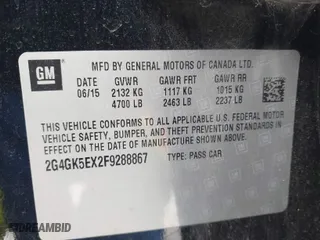 GM
MFD BY GENERAL MOTORS OF CANADA LTD.
DATE GVWR GAWR FRT GAWR RR
06/15 2132 KG 1117 KG 1015 KG
4700 LB 2463 LB 2237 LB
THIS VEHICLE CONFORMS TO ALL APPLICABLE U.S. FEDERAL MOTOR
VEHICLE SAFETY, BUMPER, AND THEFT PREVENTION STANDARDS IN
EFFECT ON THE DATE OF MANUFACTURE SHOWN ABOVE.
2G4GK5EX2F9288867 TYPE: PASS CAR
DREAMBID